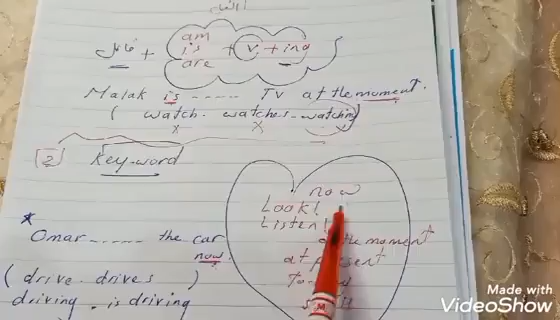 am
فاعل + is + v. + ing
are
Malak is ----- TV at the moment.
( watch. watches. watching
2 Key-word
now
Look!
Listen!
at the moment
at present
* Omar ------ the car
now.
( drive. drives )
driving. is driving
Made with
VideoShow